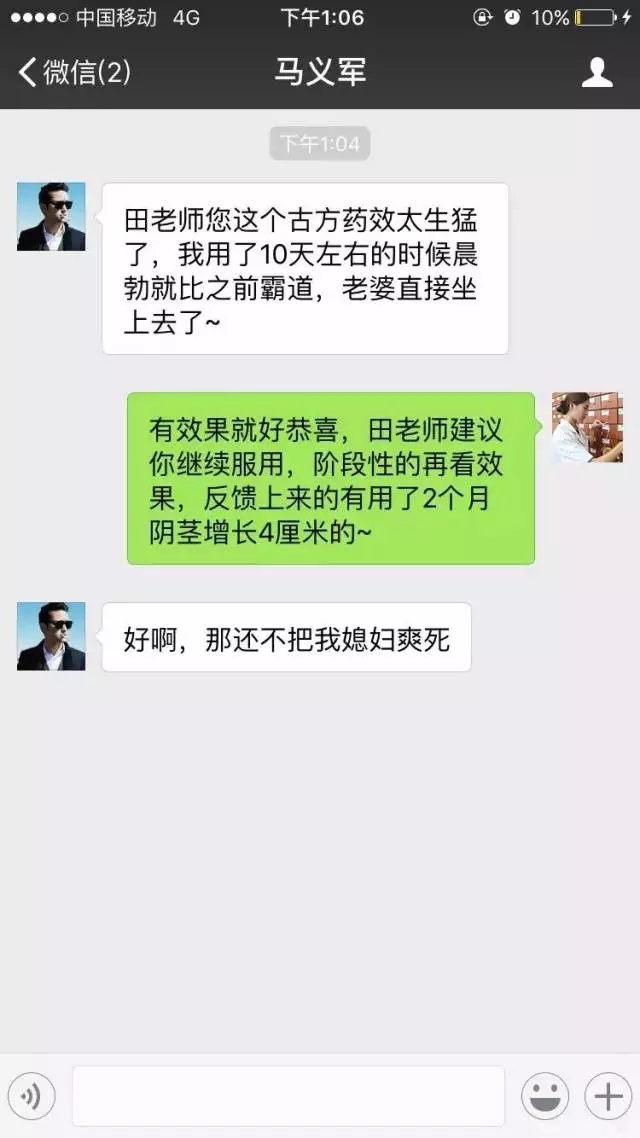 中国移动 4G 下午1:06 10%
微信(2) 马义军
下午1:04
田老师您这个古方药效太生猛
了，我用了10天左右的时候晨
勃就比之前霸道，老婆直接坐
上去了~
有效果就好恭喜，田老师建议
你继续服用，阶段性的再看效
果，反馈上来的有用了2个月
阴茎增长4厘米的~
好啊，那还不把我媳妇爽死